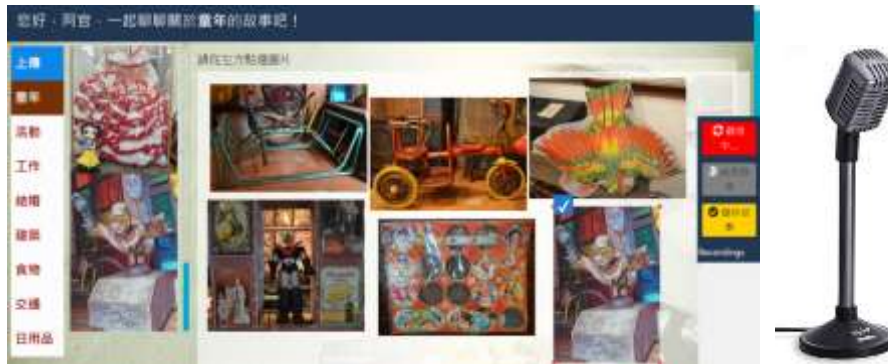 您好，阿官，一起聊聊關於童年的故事吧！
上傳
童年
活動
工作
結婚
建築
食物
交通
日用品
請在左方點選圖片
Recordings